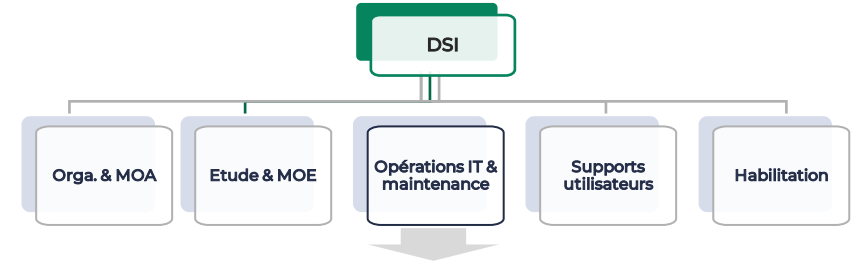 DSI
Orga. & MOA
Etude & MOE
Opérations IT &
maintenance
Supports
utilisateurs
Habilitation